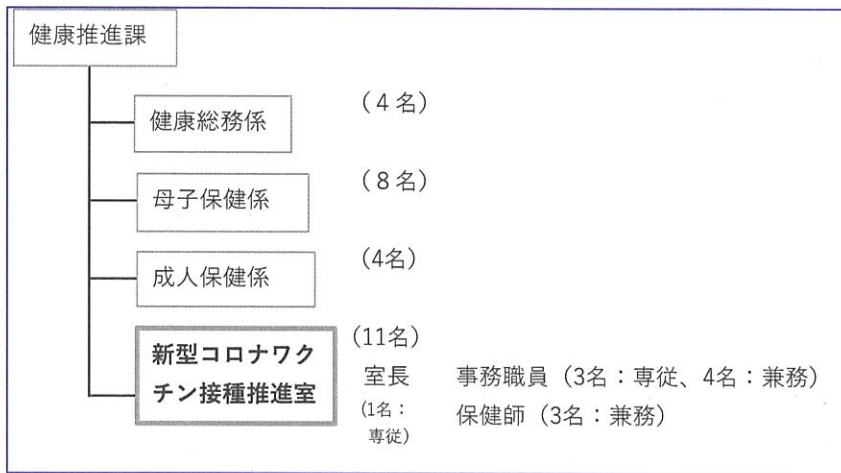 健康推進課
健康総務係
（4 名）
母子保健係
（8 名）
成人保健係
（4名）
新型コロナワク
チン接種推進室
（11名）
室長
（1名：
専従）
事務職員（3名：専従、4名：兼務）
保健師（3名：兼務）